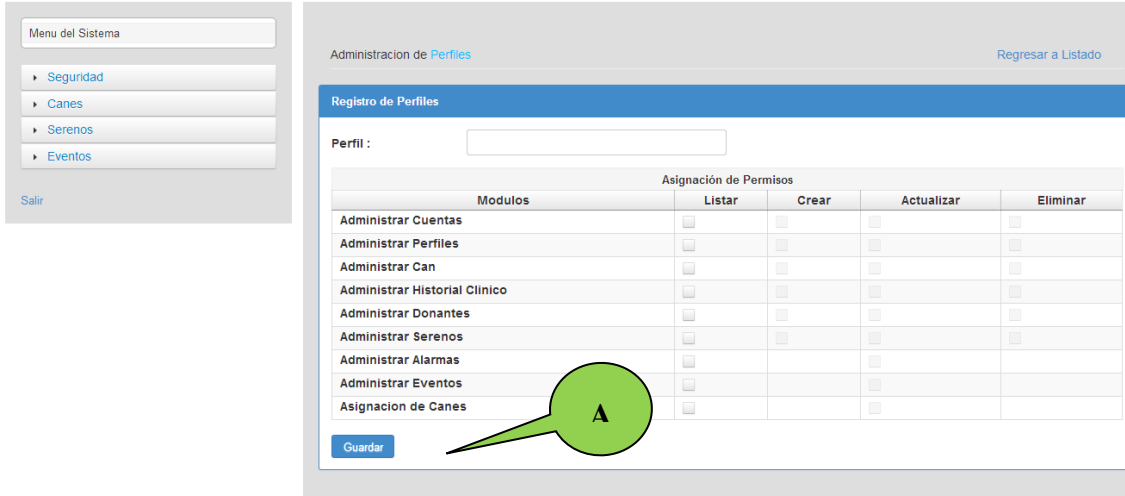 Menu del Sistema
Seguridad
Canes
Serenos
Eventos
Salir
Administracion de Perfiles
Regresar a Listado
Registro de Perfiles
Perfil :
Asignación de Permisos
Modulos Listar Crear Actualizar Eliminar
Administrar Cuentas
Administrar Perfiles
Administrar Can
Administrar Historial Clinico
Administrar Donantes
Administrar Serenos
Administrar Alarmas
Administrar Eventos
Asignacion de Canes
A
Guardar